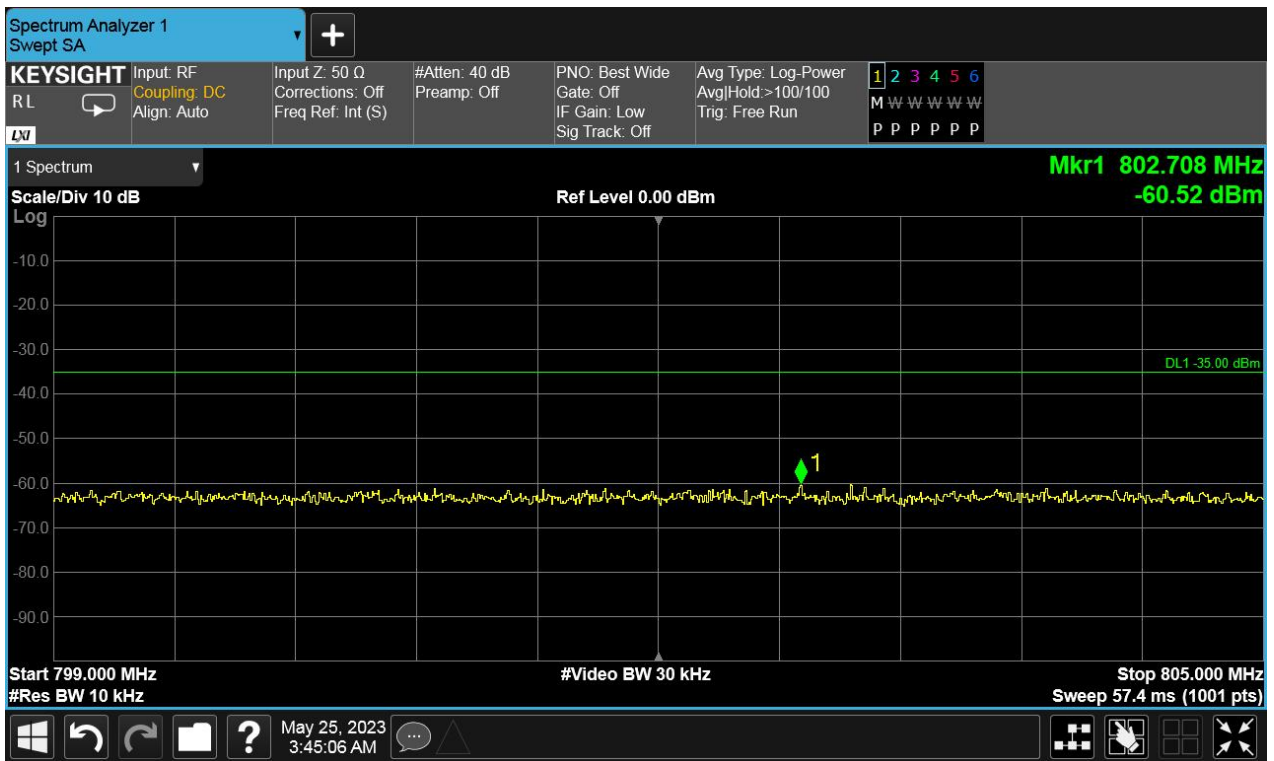 Spectrum Analyzer 1
Swept SA
KEYSIGHT
RL
LXI
Input: RF
Coupling: DC
Align: Auto
Input Z: 50 Ω
Corrections: Off
Freq Ref: Int (S)
#Atten: 40 dB
Preamp: Off
PNO: Best Wide
Gate: Off
IF Gain: Low
Sig Track: Off
Avg Type: Log-Power
Avg|Hold:>100/100
Trig: Free Run
1 2 3 4 5 6
M W W W W W
P P P P P P
1 Spectrum
Mkr1 802.708 MHz
-60.52 dBm
Scale/Div 10 dB
Ref Level 0.00 dBm
Log
-10.0
-20.0
-30.0
DL1 -35.00 dBm
-40.0
-50.0
1
-60.0
-70.0
-80.0
-90.0
Start 799.000 MHz
#Video BW 30 kHz
Stop 805.000 MHz
#Res BW 10 kHz
Sweep 57.4 ms (1001 pts)
?
May 25, 2023
3:45:06 AM